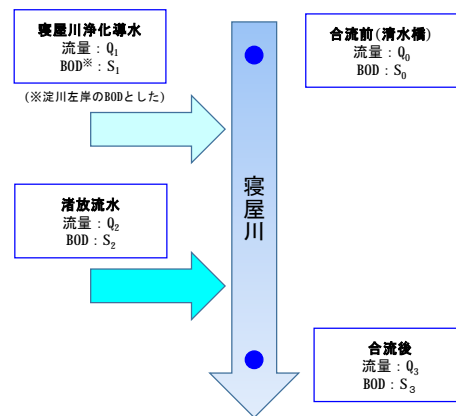 寝屋川浄化導水
流量：Q₁
BOD※：S₁
(※淀川左岸のBODとした)
合流前(清水橋)
流量：Q₀
BOD：S₀
寝屋川
渚放流水
流量：Q₂
BOD：S₂
合流後
流量：Q₃
BOD：S₃